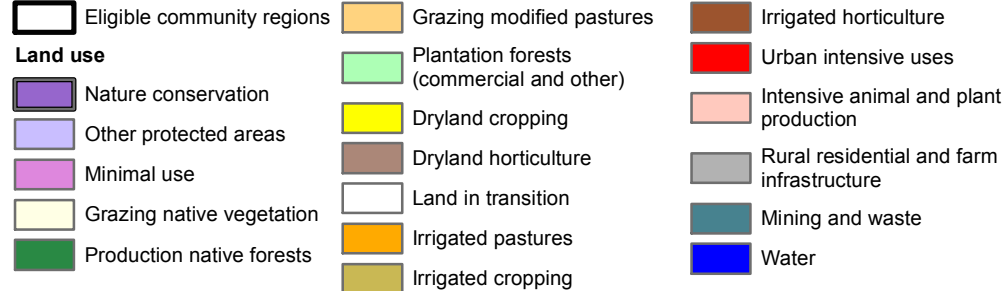 Eligible community regions
Land use
Nature conservation
Other protected areas
Minimal use
Grazing native vegetation
Production native forests
Grazing modified pastures
Plantation forests
(commercial and other)
Dryland cropping
Dryland horticulture
Land in transition
Irrigated pastures
Irrigated cropping
Irrigated horticulture
Urban intensive uses
Intensive animal and plant
production
Rural residential and farm
infrastructure
Mining and waste
Water